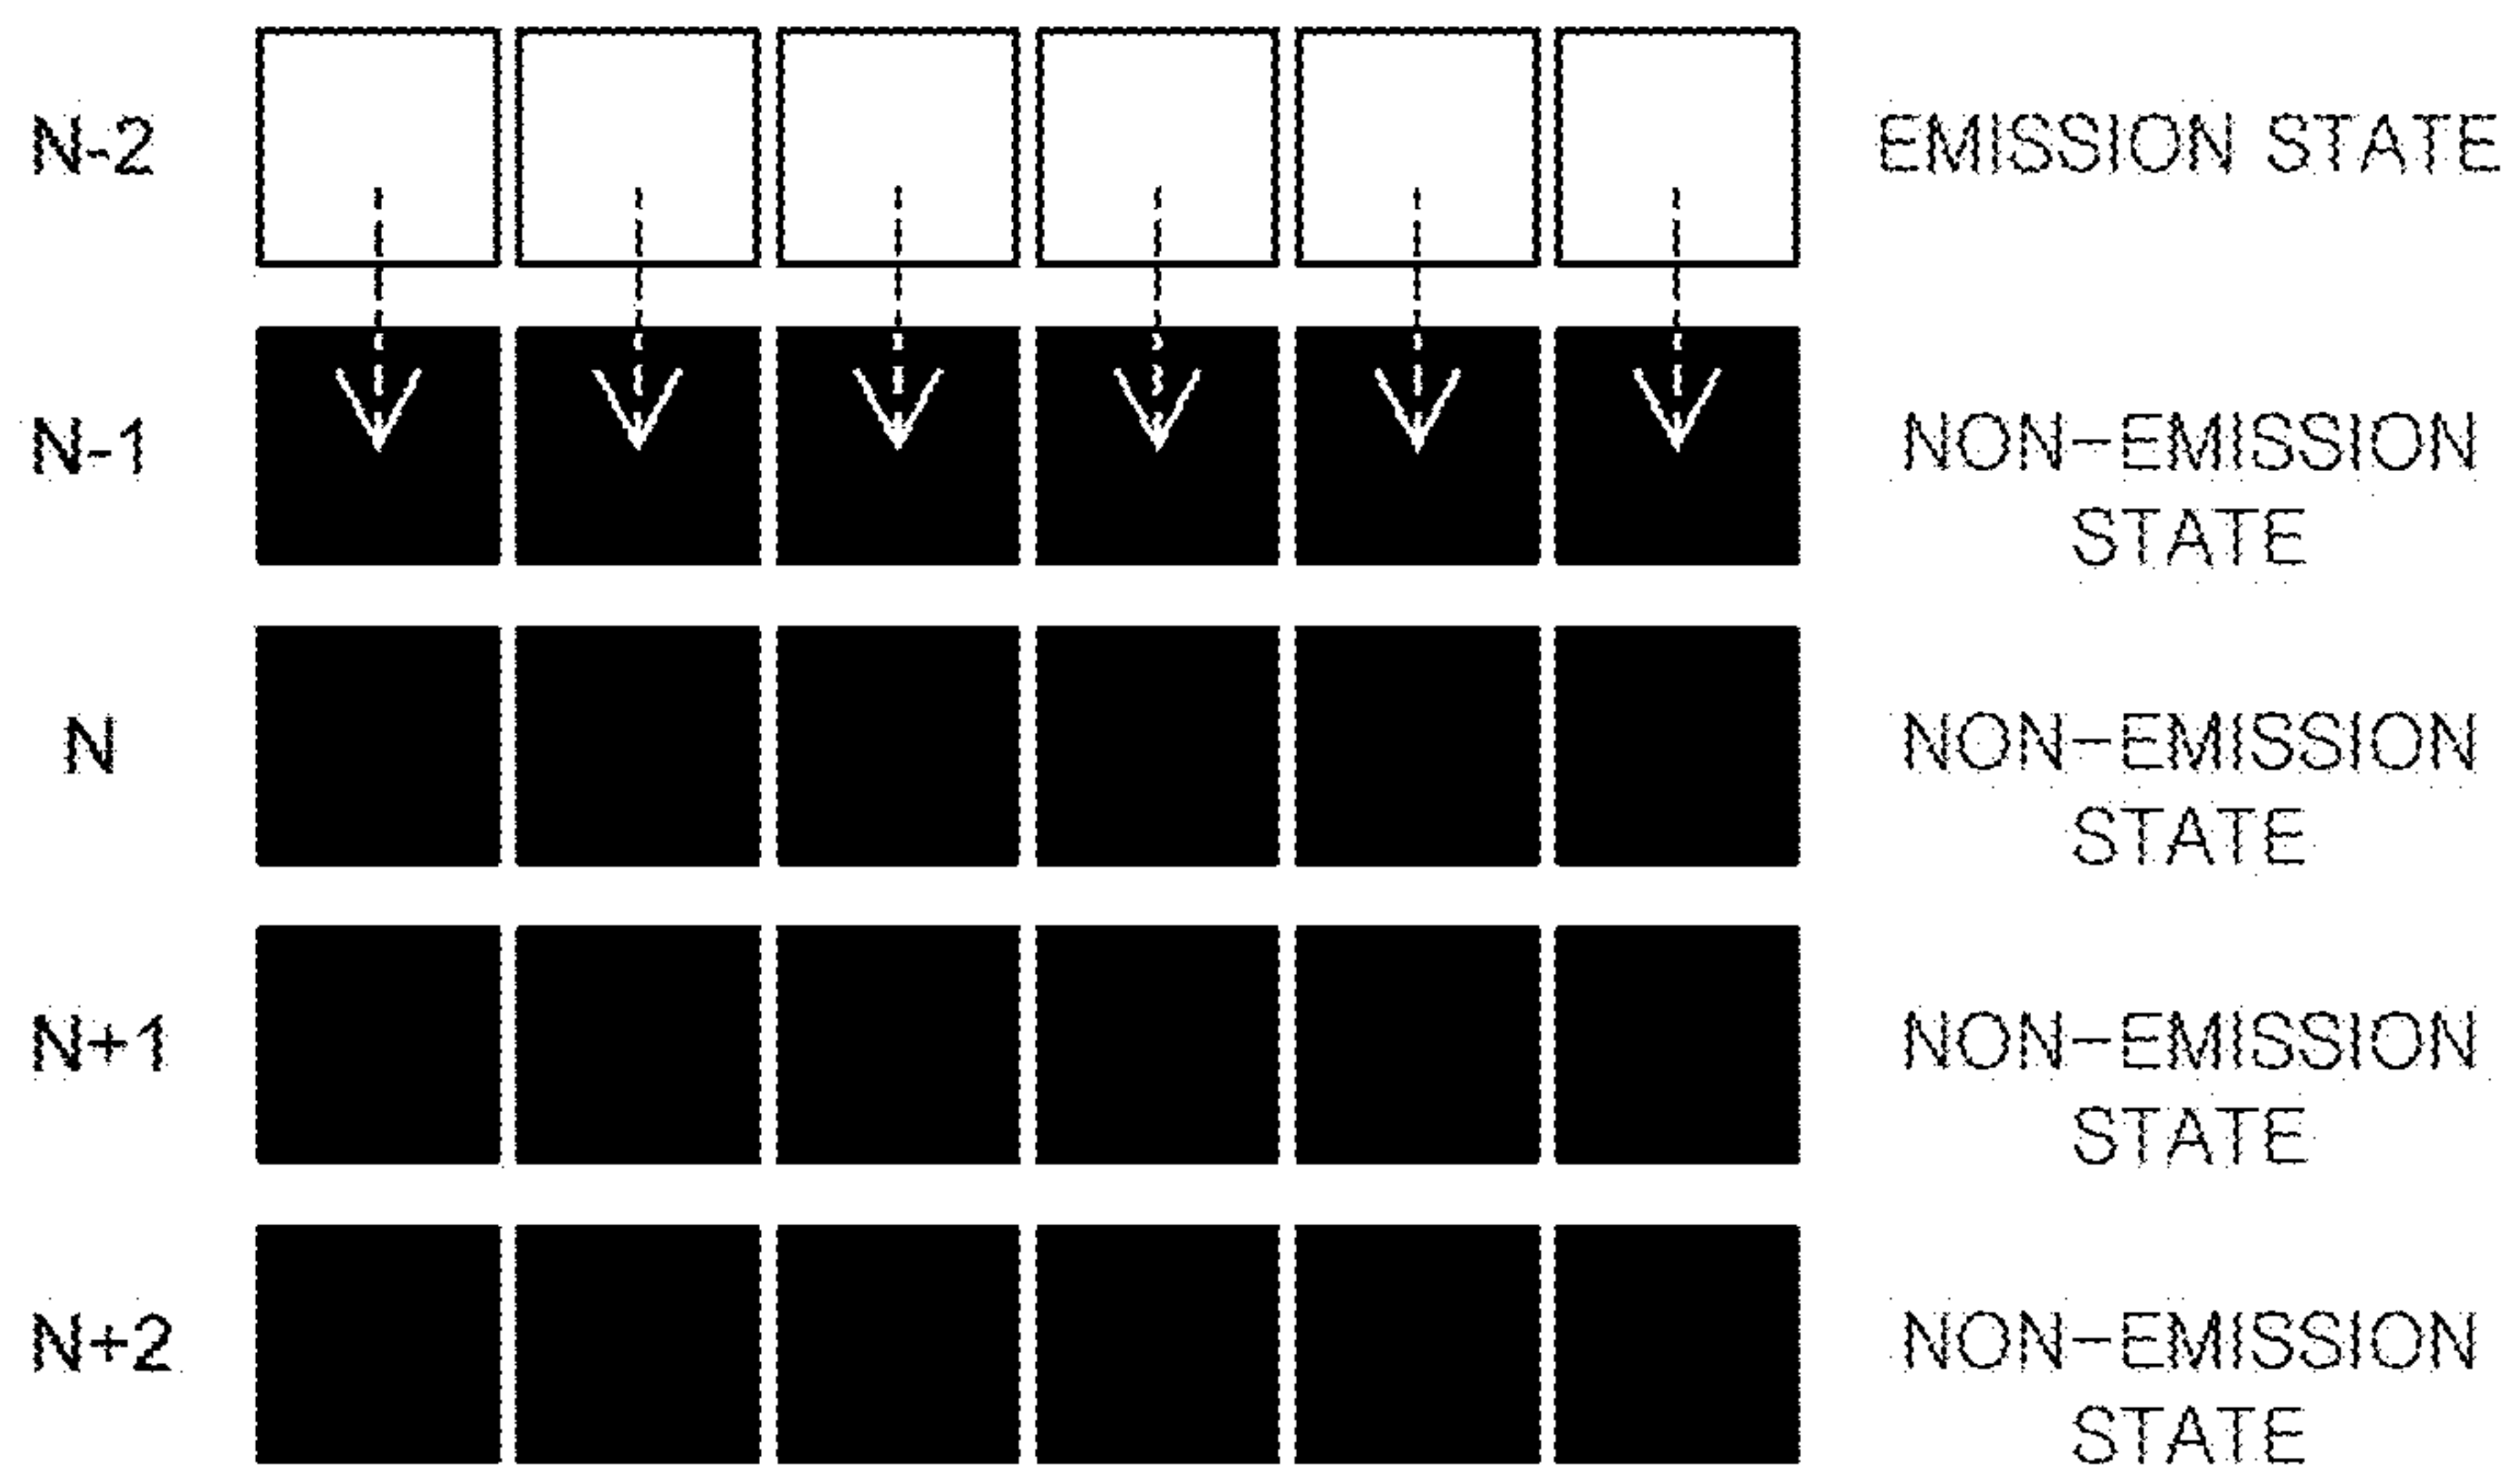 N-2 EMISSION STATE
N-1 NON-EMISSION
STATE
N NON-EMISSION
STATE
N+1 NON-EMISSION
STATE
N+2 NON-EMISSION
STATE